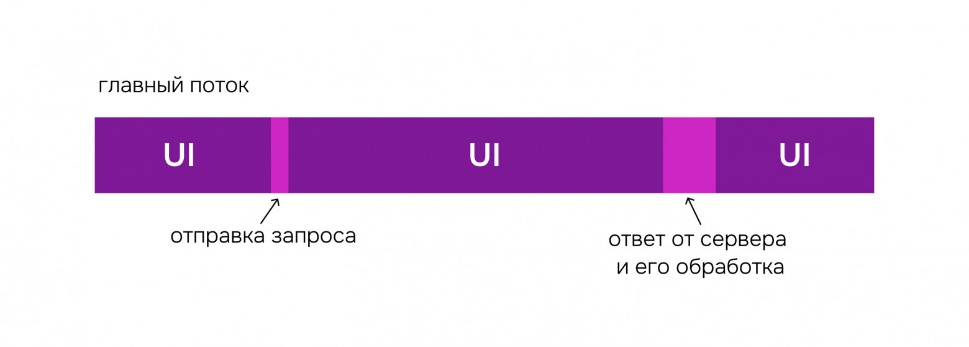 главный поток
UI
UI
UI
отправка запроса
ответ от сервера
и его обработка